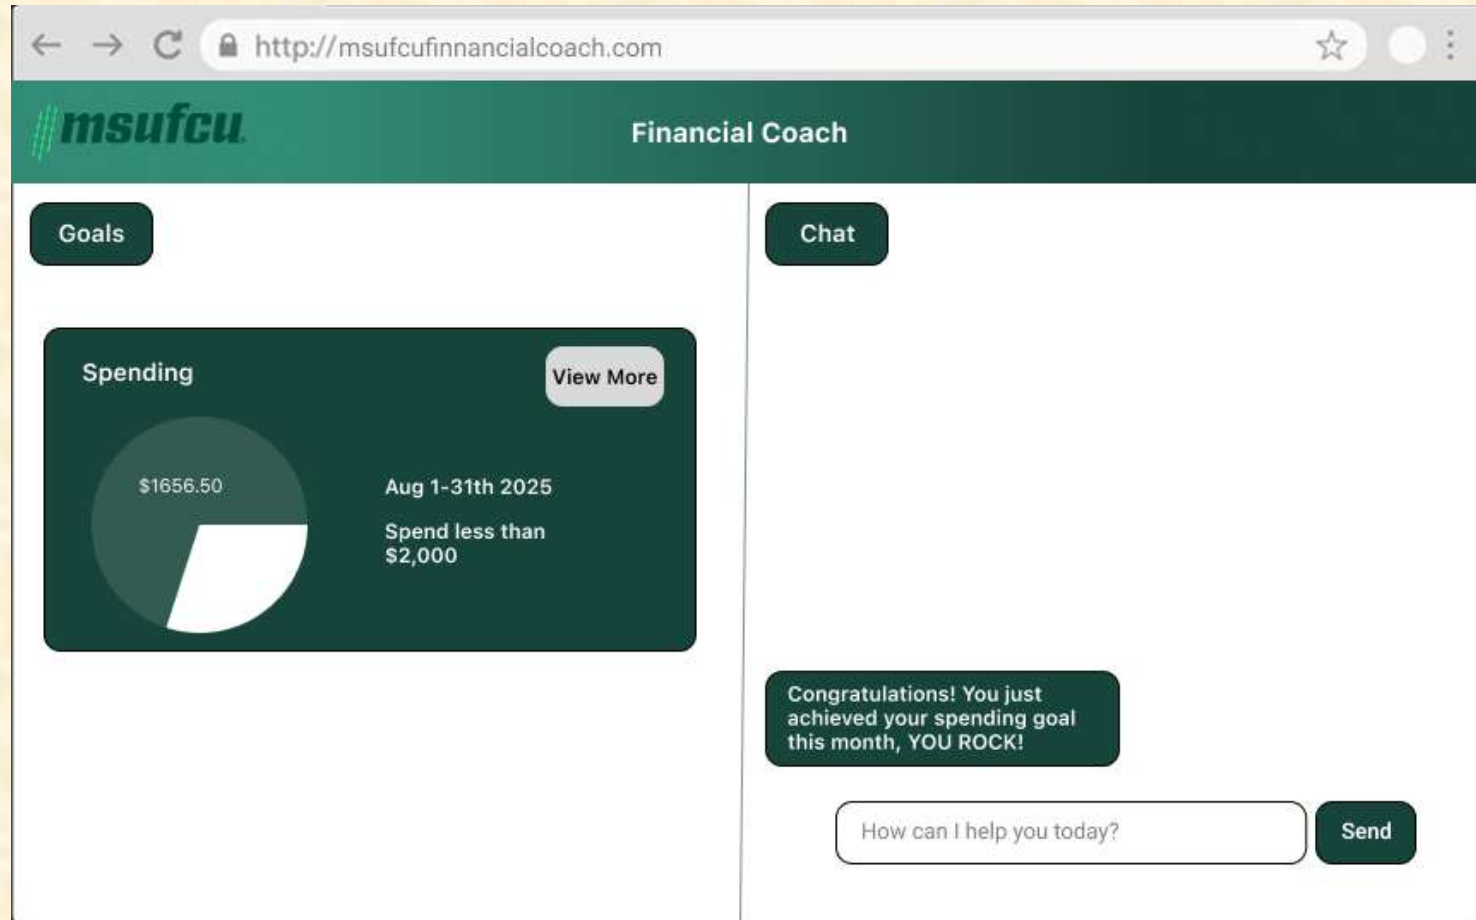 http://msufcufinnancialcoach.com
msufcu
Financial Coach
Goals
Spending
View More
$1656.50
Aug 1-31th 2025
Spend less than
$2,000
Chat
Congratulations! You just
achieved your spending goal
this month, YOU ROCK!
How can I help you today?
Send